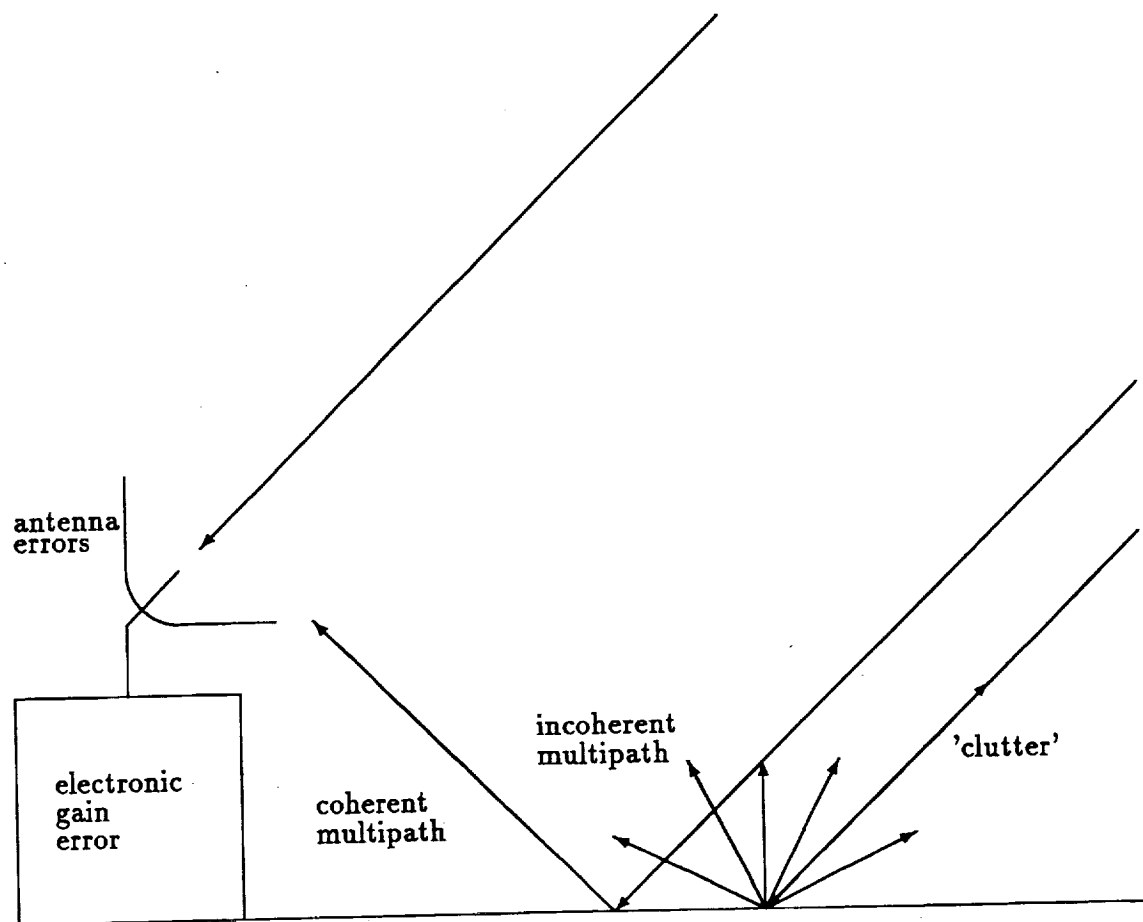 antenna
errors
incoherent
multipath
'clutter'
electronic
gain
error
coherent
multipath